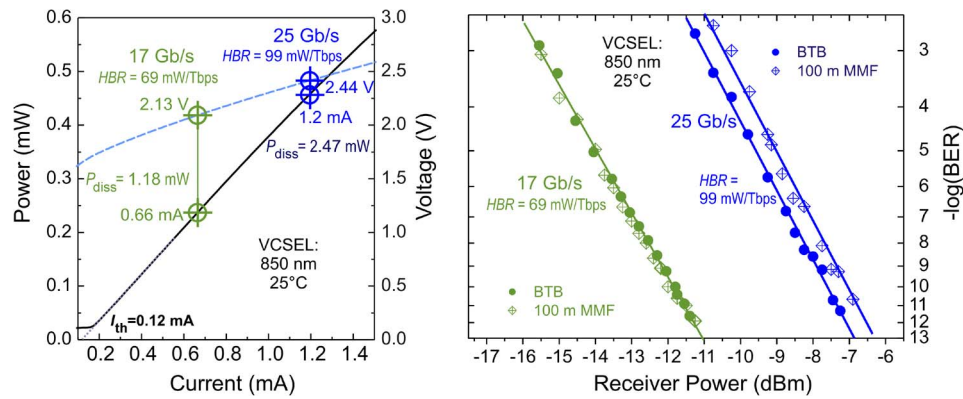 0.6
0.5
0.4
0.3
0.2
0.1
0.0
Power (mW)
0.2
0.4
0.6
0.8
1.0
1.2
1.4
Current (mA)
3.0
2.5
2.0
1.5
1.0
0.5
0.0
Voltage (V)
17 Gb/s
HBR = 69 mW/Tbps
2.13 V
P_diss = 1.18 mW
0.66 mA
25 Gb/s
HBR = 99 mW/Tbps
2.44 V
1.2 mA
P_diss = 2.47 mW
VCSEL:
850 nm
25°C
I_th=0.12 mA
VCSEL:
850 nm
25°C
BTB
100 m MMF
25 Gb/s
17 Gb/s
HBR = 69 mW/Tbps
HBR =
99 mW/Tbps
BTB
100 m MMF
-17
-16
-15
-14
-13
-12
-11
-10
-9
-8
-7
-6
Receiver Power (dBm)
3
4
5
6
7
8
9
10
11
12
13
-log(BER)